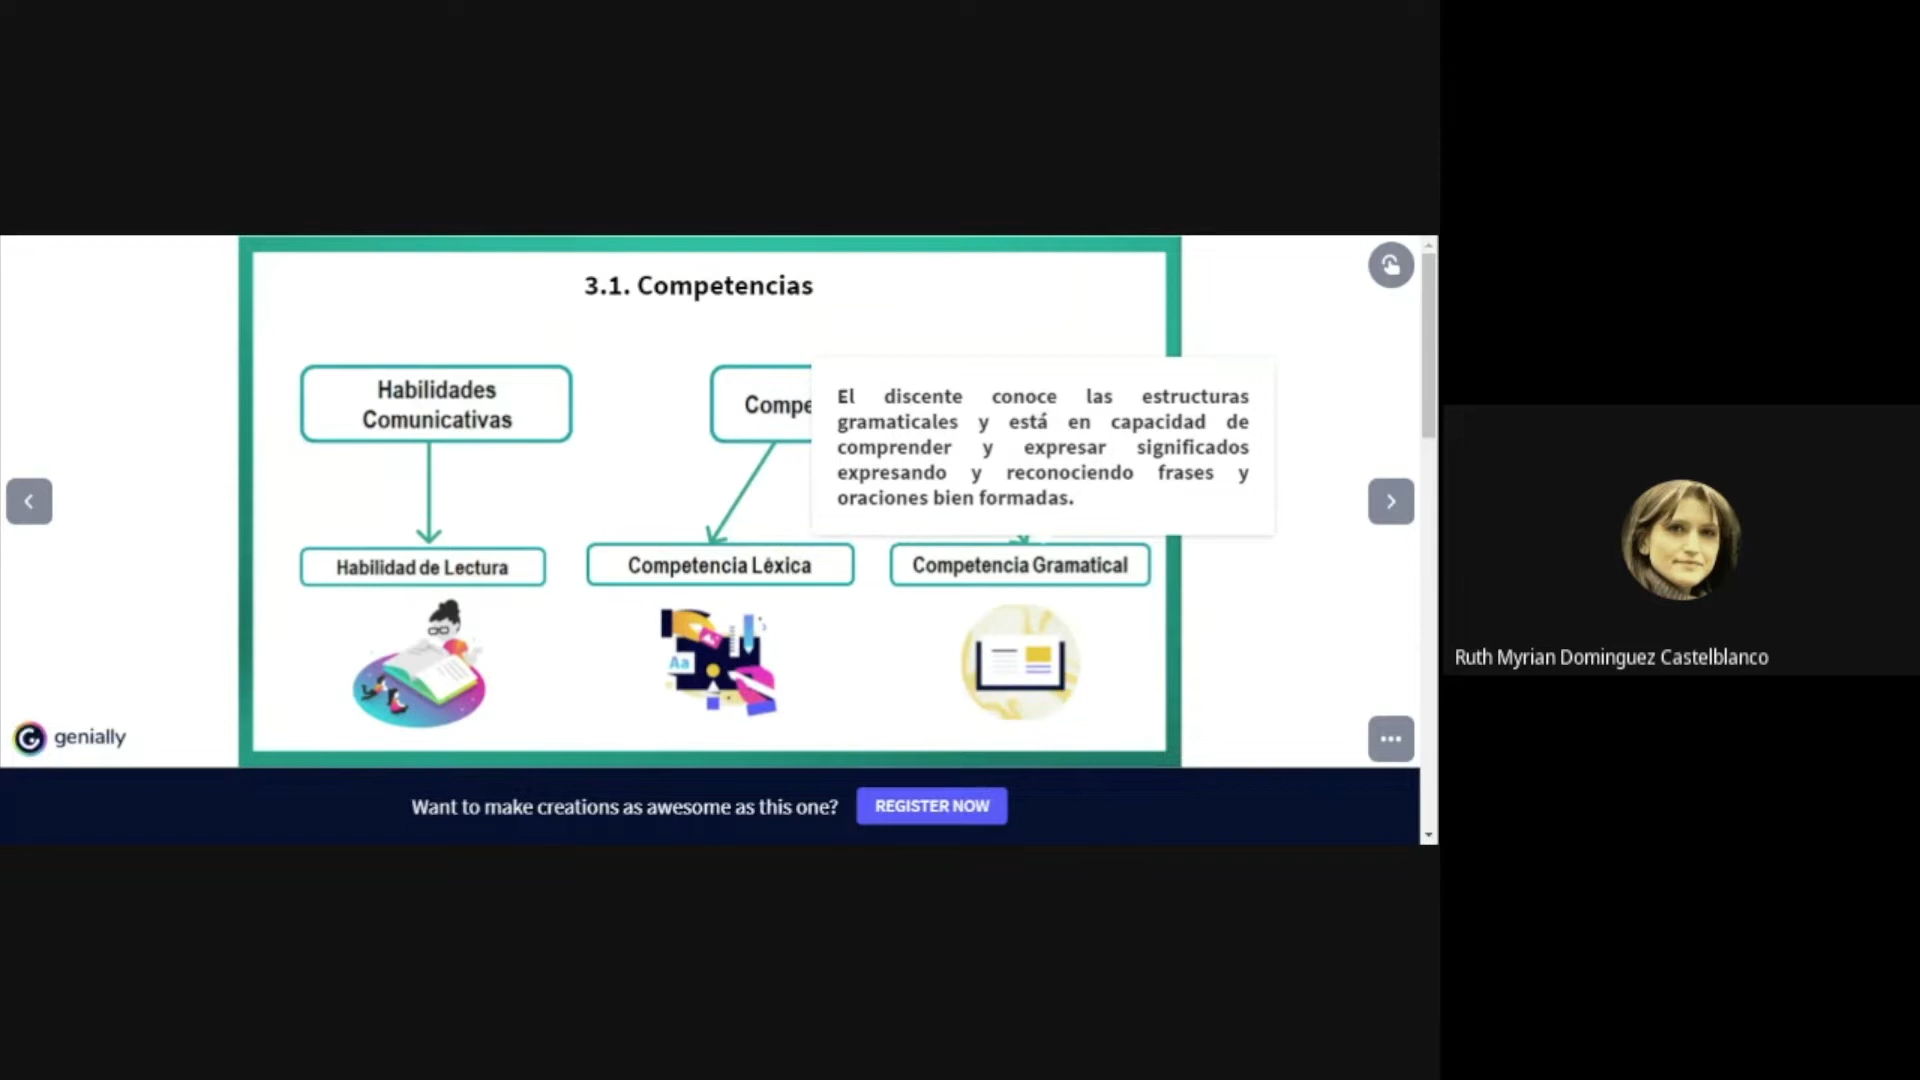 3.1. Competencias
Habilidades
Comunicativas
Compe
El discente conoce las estructuras
gramaticales y está en capacidad de
comprender y expresar significados
expresando y reconociendo frases y
oraciones bien formadas.
Habilidad de Lectura
Competencia Léxica
Competencia Gramatical
Aa
genially
Want to make creations as awesome as this one?
REGISTER NOW
Ruth Myrian Dominguez Castelblanco